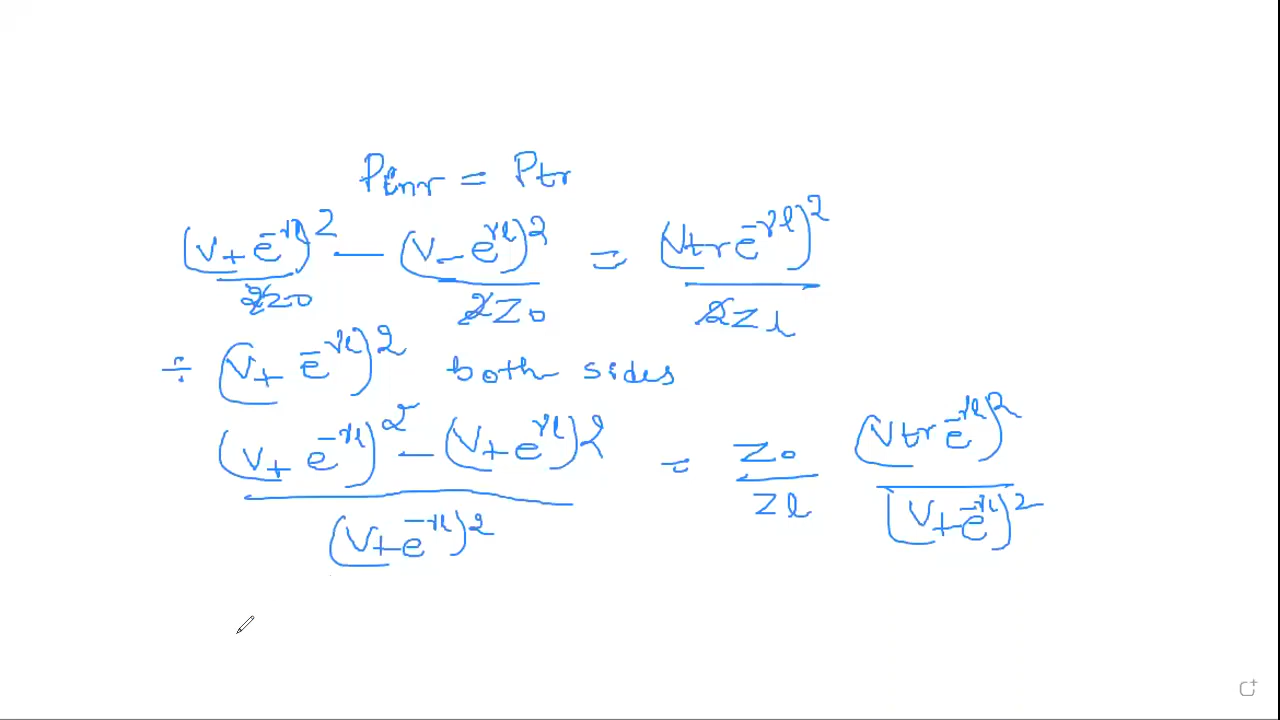 Pinr = Ptr
(V+ e^-γl)^2 / 2Z0 − (V− e^γl)^2 / 2Z0 = (Vtr e^-γl)^2 / 2Zl
÷ (V+ e^-γl)^2 both sides
((V+ e^-γl)^2 − (V+ e^γl)^2) / (V+ e^-γl)^2 = Z0 / Zl (Vtr e^-γl)^2 / (V+ e^-γl)^2